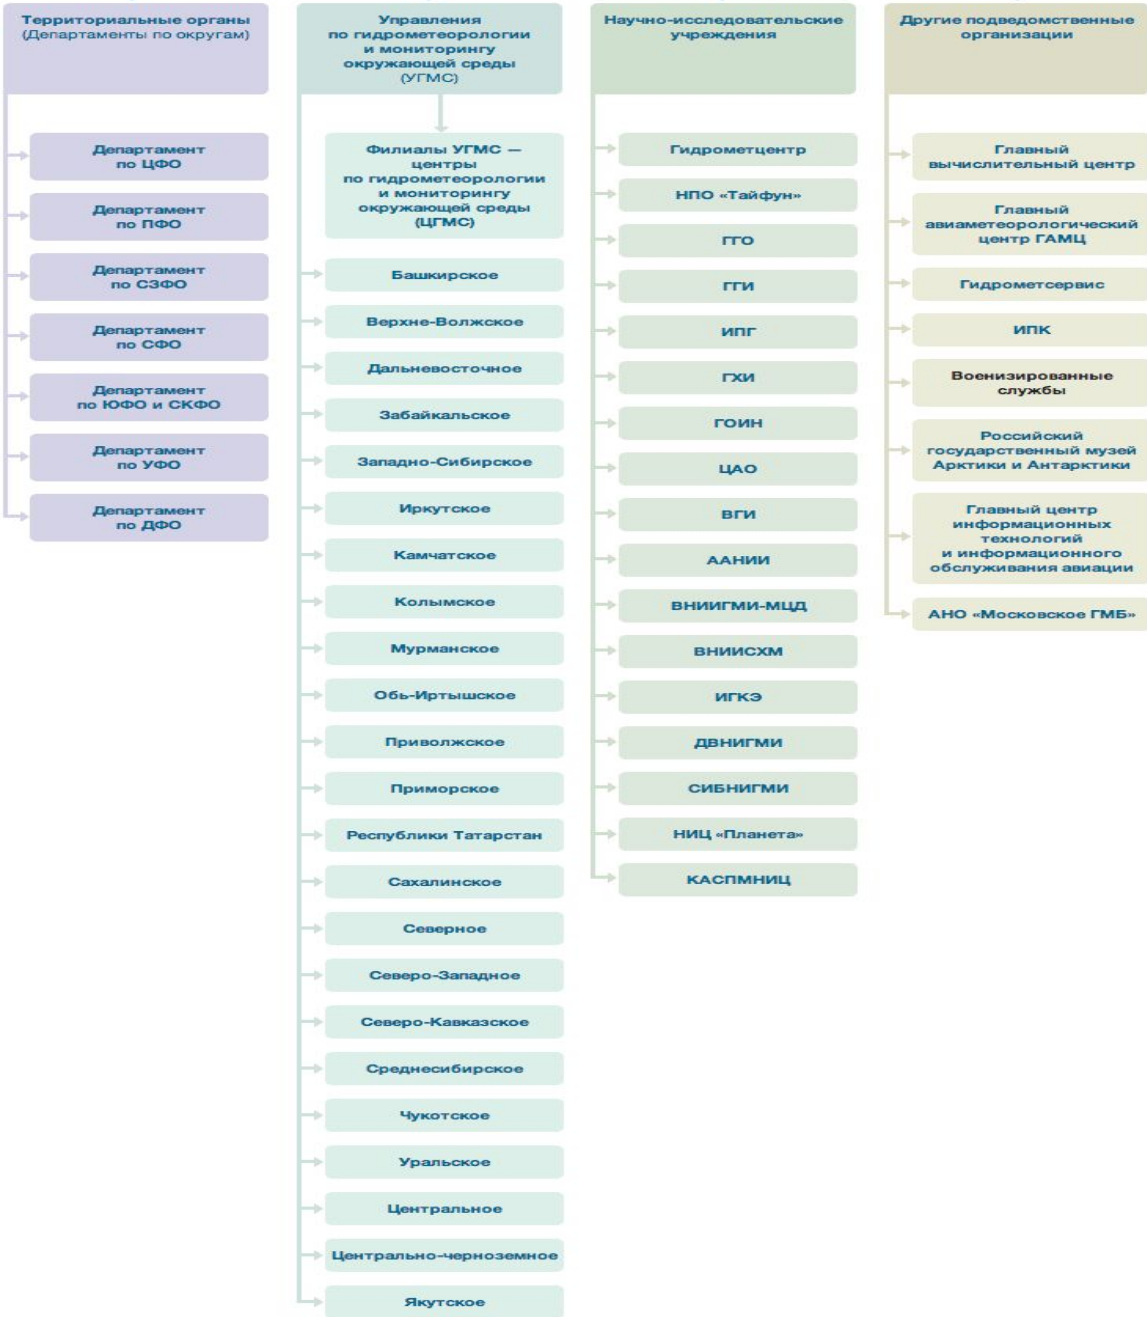 Территориальные органы
(Департаменты по округам)
Департамент
по ЦФО
Департамент
по ПФО
Департамент
по СЗФО
Департамент
по СФО
Департамент
по ЮФО и СКФО
Департамент
по УФО
Департамент
по ДФО
Управления
по гидрометеорологии
и мониторингу
окружающей среды
(УГМС)
Филиалы УГМС —
центры
по гидрометеорологии
и мониторингу
окружающей среды
(ЦГМС)
Башкирское
Верхне-Волжское
Дальневосточное
Забайкальское
Западно-Сибирское
Иркутское
Камчатское
Колымское
Мурманское
Обь-Иртышское
Приволжское
Приморское
Республики Татарстан
Сахалинское
Северное
Северо-Западное
Северо-Кавказское
Среднесибирское
Чукотское
Уральское
Центральное
Центрально-черноземное
Якутское
Научно-исследовательские
учреждения
Гидрометцентр
НПО «Тайфун»
ГГО
ГГИ
ИПГ
ГХИ
ГОИН
ЦАО
ВГИ
ААНИИ
ВНИИГМИ-МЦД
ВНИИСХМ
ИГКЭ
ДВНИГМИ
СИБНИГМИ
НИЦ «Планета»
КАСПМНИЦ
Другие подведомственные
организации
Главный
вычислительный центр
Главный
авиаметеорологический
центр ГАМЦ
Гидрометсервис
ИПК
Военизированные
службы
Российский
государственный музей
Арктики и Антарктики
Главный центр
информационных
технологий
и информационного
обслуживания авиации
АНО «Московское ГМБ»